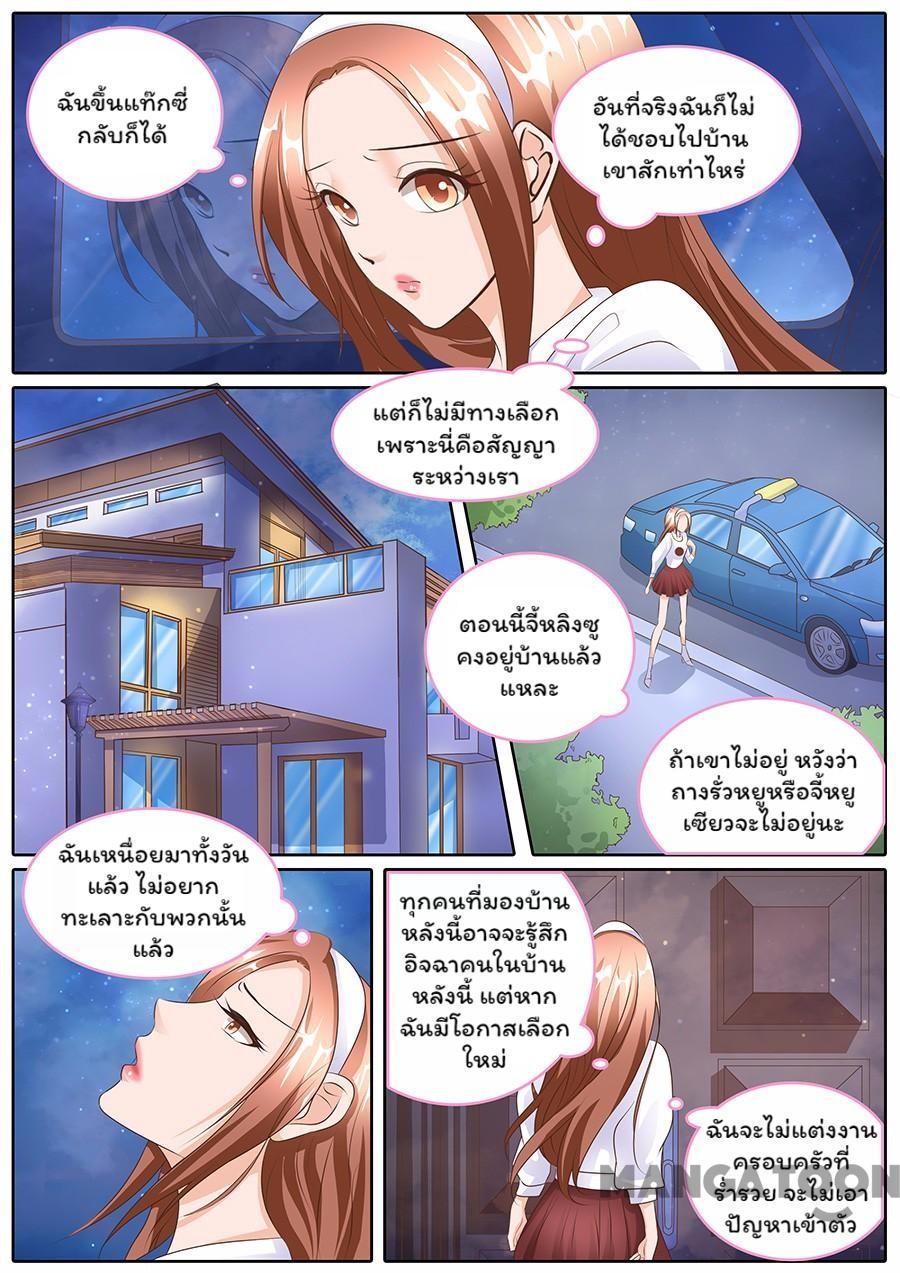 ฉันขึ้นแท๊กซี่
กลับก็ได้
อันที่จริงฉันก็ไม่
ได้ชอบไปบ้าน
เขาสักเท่าไหร่
แต่ก็ไม่มีทางเลือก
เพราะนี่คือสัญญา
ระหว่างเรา
ตอนนี้จี้หลิงซู
คงอยู่บ้านแล้ว
แหละ
ถ้าเขาไม่อยู่ หวังว่า
ถางรั่วหยูหรือจี้หยู
เซียวจะไม่อยู่นะ
ฉันเหนื่อยมาทั้งวัน
แล้ว ไม่อยาก
ทะเลาะกับพวกนั้น
แล้ว
ทุกคนที่มองบ้าน
หลังนี้อาจจะรู้สึก
อิจฉาคนในบ้าน
หลังนี้ แต่หาก
ฉันมีโอกาสเลือก
ใหม่
ฉันจะไม่แต่งงาน
ครอบครัวที่
ร่ำรวย จะไม่เอา
ปัญหาเข้าตัว
MANGATOON